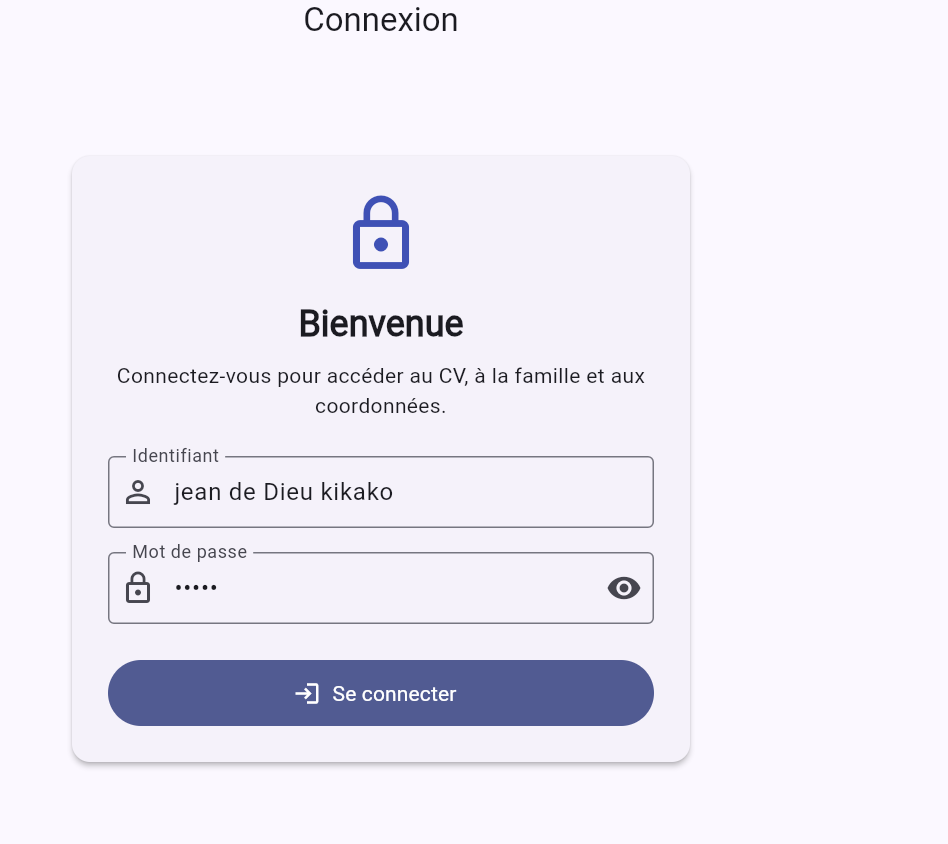 Connexion
Bienvenue
Connectez-vous pour accéder au CV, à la famille et aux
coordonnées.
Identifiant
jean de Dieu kikako
Mot de passe
•••••
Se connecter